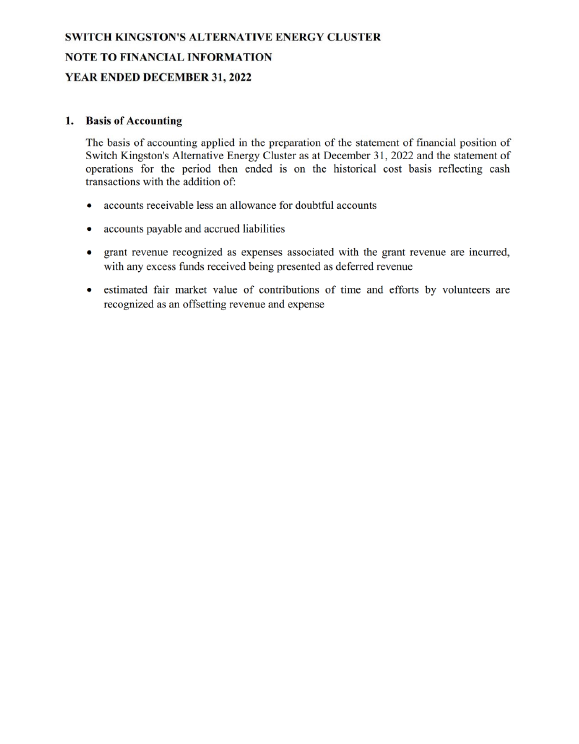 SWITCH KINGSTON'S ALTERNATIVE ENERGY CLUSTER
NOTE TO FINANCIAL INFORMATION
YEAR ENDED DECEMBER 31, 2022
1. Basis of Accounting
The basis of accounting applied in the preparation of the statement of financial position of
Switch Kingston's Alternative Energy Cluster as at December 31, 2022 and the statement of
operations for the period then ended is on the historical cost basis reflecting cash
transactions with the addition of:
• accounts receivable less an allowance for doubtful accounts
• accounts payable and accrued liabilities
• grant revenue recognized as expenses associated with the grant revenue are incurred,
with any excess funds received being presented as deferred revenue
• estimated fair market value of contributions of time and efforts by volunteers are
recognized as an offsetting revenue and expense